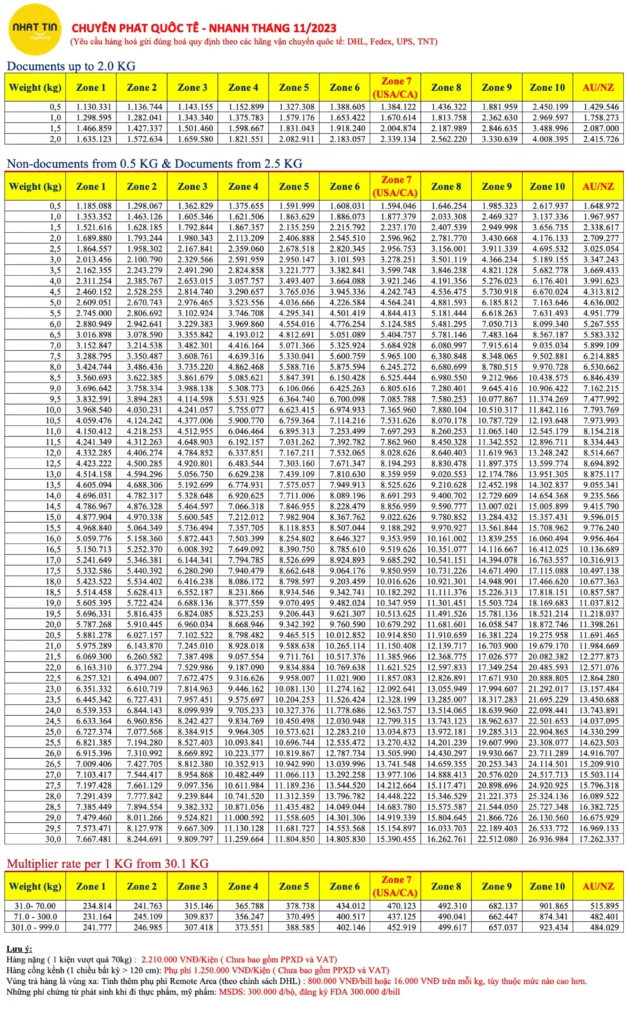 NHAT TIN
CHUYỂN PHÁT QUỐC TẾ - NHANH THÁNG 11/2023
(Yêu cầu hàng hoá gửi đúng hoá quy định theo các hãng vận chuyển quốc tế: DHL, Fedex, UPS, TNT)
Documents up to 2.0 KG
Weight (kg) Zone 1 Zone 2 Zone 3 Zone 4 Zone 5 Zone 6 Zone 7 (USA/CA) Zone 8 Zone 9 Zone 10 AU/NZ
0,5 1.130.331 1.136.744 1.143.155 1.152.899 1.327.308 1.388.605 1.384.122 1.436.322 1.881.959 2.450.199 1.429.546
1,0 1.298.595 1.282.041 1.343.340 1.375.783 1.579.176 1.653.422 1.670.614 1.813.758 2.362.630 2.969.597 1.758.273
1,5 1.466.859 1.427.337 1.501.460 1.598.667 1.831.043 1.918.240 2.004.874 2.187.989 2.846.635 3.488.996 2.087.000
2,0 1.635.123 1.572.634 1.659.580 1.821.551 2.082.911 2.183.057 2.339.134 2.562.220 3.330.639 4.008.395 2.415.726
Non-documents from 0.5 KG & Documents from 2.5 KG
Weight (kg) Zone 1 Zone 2 Zone 3 Zone 4 Zone 5 Zone 6 Zone 7 (USA/CA) Zone 8 Zone 9 Zone 10 AU/NZ
0,5 1.185.088 1.298.067 1.362.829 1.375.655 1.591.999 1.608.031 1.594.046 1.646.254 1.985.323 2.617.937 1.648.972
1,0 1.353.352 1.463.126 1.605.346 1.621.506 1.863.629 1.886.073 1.877.379 2.033.308 2.469.327 3.137.336 1.967.957
1,5 1.521.616 1.628.185 1.792.844 1.867.357 2.135.259 2.215.792 2.237.170 2.407.539 2.949.998 3.656.735 2.338.617
2,0 1.689.880 1.793.244 1.980.343 2.113.209 2.406.888 2.545.510 2.596.962 2.781.770 3.430.668 4.176.133 2.709.277
2,5 1.864.557 1.958.302 2.167.841 2.359.060 2.678.518 2.820.345 2.956.753 3.156.001 3.911.339 4.695.532 3.025.054
3,0 2.013.456 2.100.790 2.329.566 2.591.959 2.950.147 3.101.593 3.278.251 3.501.119 4.366.234 5.189.155 3.347.243
3,5 2.162.355 2.243.279 2.491.290 2.824.858 3.221.777 3.382.841 3.599.748 3.846.238 4.821.128 5.682.778 3.669.433
4,0 2.311.254 2.385.767 2.653.015 3.057.757 3.493.407 3.664.088 3.921.246 4.191.356 5.276.023 6.176.401 3.991.623
4,5 2.460.152 2.528.255 2.814.740 3.290.657 3.765.036 3.945.336 4.242.743 4.536.475 5.730.918 6.670.024 4.313.812
5,0 2.609.051 2.670.743 2.976.465 3.523.556 4.036.666 4.226.584 4.564.241 4.881.593 6.185.812 7.163.646 4.636.002
5,5 2.745.000 2.806.692 3.102.924 3.746.708 4.295.341 4.501.419 4.844.413 5.181.444 6.618.263 7.631.493 4.951.779
6,0 2.880.949 2.942.641 3.229.383 3.969.860 4.554.016 4.776.254 5.124.585 5.481.295 7.050.713 8.099.340 5.267.555
6,5 3.016.898 3.078.590 3.355.842 4.193.012 4.812.691 5.051.089 5.404.757 5.781.146 7.483.164 8.567.187 5.583.332
7,0 3.152.847 3.214.538 3.482.301 4.416.164 5.071.366 5.325.924 5.684.928 6.080.997 7.915.614 9.035.034 5.899.109
7,5 3.288.795 3.350.487 3.608.761 4.639.316 5.330.041 5.600.759 5.965.100 6.380.848 8.348.065 9.502.881 6.214.885
8,0 3.424.744 3.486.436 3.735.220 4.862.468 5.588.716 5.875.594 6.245.272 6.680.699 8.780.515 9.970.728 6.530.662
8,5 3.560.693 3.622.385 3.861.679 5.085.621 5.847.391 6.150.428 6.525.444 6.980.550 9.212.966 10.438.575 6.846.439
9,0 3.696.642 3.758.334 3.988.138 5.308.773 6.106.066 6.425.263 6.805.616 7.280.401 9.645.416 10.906.422 7.162.215
9,5 3.832.591 3.894.283 4.114.598 5.531.925 6.364.740 6.700.098 7.085.788 7.580.253 10.077.867 11.374.269 7.477.992
10,0 3.968.540 4.030.231 4.241.057 5.755.077 6.623.415 6.974.933 7.365.960 7.880.104 10.510.317 11.842.116 7.793.769
10,5 4.059.476 4.124.242 4.377.006 5.900.770 6.759.364 7.114.216 7.531.626 8.070.178 10.787.729 12.193.648 7.973.993
11,0 4.150.412 4.218.253 4.512.955 6.046.464 6.895.313 7.253.499 7.697.293 8.260.253 11.065.140 12.545.179 8.154.218
11,5 4.241.349 4.312.263 4.648.903 6.192.157 7.031.262 7.392.782 7.862.960 8.450.328 11.342.552 12.896.711 8.334.443
12,0 4.332.285 4.406.274 4.784.852 6.337.851 7.167.211 7.532.065 8.028.626 8.640.403 11.619.963 13.248.242 8.514.667
12,5 4.423.222 4.500.285 4.920.801 6.483.544 7.303.160 7.671.347 8.194.293 8.830.478 11.897.375 13.599.774 8.694.892
13,0 4.514.158 4.594.296 5.056.750 6.629.238 7.439.107 7.810.630 8.359.959 9.020.553 12.174.786 13.951.305 8.875.117
13,5 4.605.094 4.688.306 5.192.699 6.774.931 7.575.057 7.949.913 8.525.626 9.210.628 12.452.198 14.302.837 9.055.341
14,0 4.696.031 4.782.317 5.328.648 6.920.625 7.711.006 8.089.196 8.691.293 9.400.702 12.729.609 14.654.368 9.235.566
14,5 4.786.967 4.876.328 5.464.597 7.066.318 7.846.955 8.228.479 8.856.959 9.590.777 13.007.021 15.005.899 9.415.790
15,0 4.877.904 4.970.338 5.600.545 7.212.012 7.982.904 8.367.762 9.022.626 9.780.852 13.284.432 15.357.431 9.596.015
15,5 4.968.840 5.064.349 5.736.494 7.357.705 8.118.853 8.507.044 9.188.292 9.970.927 13.561.844 15.708.962 9.776.240
16,0 5.059.776 5.158.360 5.872.443 7.503.399 8.254.802 8.646.327 9.353.959 10.161.002 13.839.255 16.060.494 9.956.464
16,5 5.150.713 5.252.370 6.008.392 7.649.092 8.390.750 8.785.610 9.519.626 10.351.077 14.116.667 16.412.025 10.136.689
17,0 5.241.649 5.346.381 6.144.341 7.794.785 8.526.699 8.924.893 9.685.292 10.541.151 14.394.078 16.763.557 10.316.913
17,5 5.332.586 5.440.392 6.280.290 7.940.479 8.662.648 9.064.176 9.850.959 10.731.226 14.671.490 17.115.088 10.497.138
18,0 5.423.522 5.534.402 6.416.238 8.086.172 8.798.597 9.203.459 10.016.626 10.921.301 14.948.901 17.466.620 10.677.363
18,5 5.514.458 5.628.413 6.552.187 8.231.866 8.934.546 9.342.741 10.182.292 11.111.376 15.226.313 17.818.151 10.857.587
19,0 5.605.395 5.722.424 6.688.136 8.377.559 9.070.495 9.482.024 10.347.959 11.301.451 15.503.724 18.169.683 11.037.812
19,5 5.696.331 5.816.435 6.824.085 8.523.253 9.206.443 9.621.307 10.513.625 11.491.526 15.781.136 18.521.214 11.218.037
20,0 5.787.268 5.910.445 6.960.034 8.668.946 9.342.392 9.760.590 10.679.292 11.681.601 16.058.547 18.872.746 11.398.261
20,5 5.881.278 6.027.157 7.102.522 8.798.482 9.465.515 10.012.852 10.914.850 11.910.659 16.381.224 19.275.958 11.691.465
21,0 5.975.289 6.143.870 7.245.010 8.928.018 9.588.638 10.265.114 11.150.408 12.139.717 16.703.900 19.679.170 11.984.669
21,5 6.069.300 6.260.582 7.387.498 9.057.554 9.711.761 10.517.376 11.385.966 12.368.775 17.026.577 20.082.382 12.277.873
22,0 6.163.310 6.377.294 7.529.986 9.187.090 9.834.884 10.769.638 11.621.525 12.597.833 17.349.254 20.485.593 12.571.076
22,5 6.257.321 6.494.007 7.672.475 9.316.626 9.958.007 11.021.900 11.857.083 12.826.891 17.671.930 20.888.805 12.864.280
23,0 6.351.332 6.610.719 7.814.963 9.446.162 10.081.130 11.274.162 12.092.641 13.055.949 17.994.607 21.292.017 13.157.484
23,5 6.445.342 6.727.431 7.957.451 9.575.697 10.204.253 11.526.424 12.328.199 13.285.007 18.317.283 21.695.229 13.450.688
24,0 6.539.353 6.844.143 8.099.939 9.705.233 10.327.376 11.778.686 12.563.757 13.514.065 18.639.960 22.098.441 13.743.891
24,5 6.633.364 6.960.856 8.242.427 9.834.769 10.450.498 12.030.948 12.799.315 13.743.123 18.962.637 22.501.653 14.037.095
25,0 6.727.374 7.077.568 8.384.915 9.964.305 10.573.621 12.283.210 13.034.873 13.972.181 19.285.313 22.904.865 14.330.299
25,5 6.821.385 7.194.280 8.527.403 10.093.841 10.696.744 12.535.472 13.270.432 14.201.239 19.607.990 23.308.077 14.623.503
26,0 6.915.396 7.310.992 8.669.892 10.223.377 10.819.867 12.787.734 13.505.990 14.430.297 19.930.667 23.711.289 14.916.707
26,5 7.009.406 7.427.705 8.812.380 10.352.913 10.942.990 13.039.996 13.741.548 14.659.355 20.253.343 24.114.501 15.209.910
27,0 7.103.417 7.544.417 8.954.868 10.482.449 11.066.113 13.292.258 13.977.106 14.888.413 20.576.020 24.517.713 15.503.114
27,5 7.197.428 7.661.129 9.097.356 10.611.984 11.189.236 13.544.520 14.212.664 15.117.471 20.898.696 24.920.925 15.796.318
28,0 7.291.439 7.777.842 9.239.844 10.741.520 11.312.359 13.796.782 14.448.222 15.346.529 21.221.373 25.324.136 16.089.522
28,5 7.385.449 7.894.554 9.382.332 10.871.056 11.435.482 14.049.044 14.683.780 15.575.587 21.544.050 25.727.348 16.382.725
29,0 7.479.460 8.011.266 9.524.821 11.000.592 11.558.605 14.301.306 14.919.339 15.804.645 21.866.726 26.130.560 16.675.929
29,5 7.573.471 8.127.978 9.667.309 11.130.128 11.681.727 14.553.568 15.154.897 16.033.703 22.189.403 26.533.772 16.969.133
30,0 7.667.481 8.244.691 9.809.797 11.259.664 11.804.850 14.805.830 15.390.455 16.262.761 22.512.080 26.936.984 17.262.337
Multiplier rate per 1 KG from 30.1 KG
Weight (kg) Zone 1 Zone 2 Zone 3 Zone 4 Zone 5 Zone 6 Zone 7 (USA/CA) Zone 8 Zone 9 Zone 10 AU/NZ
31.0- 70.00 234.814 241.763 315.146 365.788 378.738 434.012 470.123 492.310 682.137 901.865 515.895
71.0 - 300.0 231.164 245.109 309.837 356.247 370.495 400.517 437.125 490.041 662.447 874.341 482.401
301.0 - 999.0 241.777 246.985 307.418 373.551 388.585 402.146 452.919 499.617 657.037 923.434 484.029
Lưu ý:
Hàng nặng ( 1 kiện vượt quá 70kg) : 2.210.000 VNĐ/Kiện ( Chưa bao gồm PPXD và VAT)
Hàng cồng kềnh (1 chiều bất kỳ > 120 cm): Phụ phí 1.250.000 VNĐ/Kiện ( Chưa bao gồm PPXD và VAT)
Vùng trả hàng là vùng xa: Tính thêm phụ phí Remote Area (theo chính sách DHL) : 800.000 VNĐ/bill hoặc 16.000 VNĐ trên mỗi kg, tùy thuộc mức nào cao hơn.
Những phí chứng từ phát sinh khi đi thực phẩm, mỹ phẩm: MSDS: 300.000 đ/bộ, đăng ký FDA 300.000 đ/bill